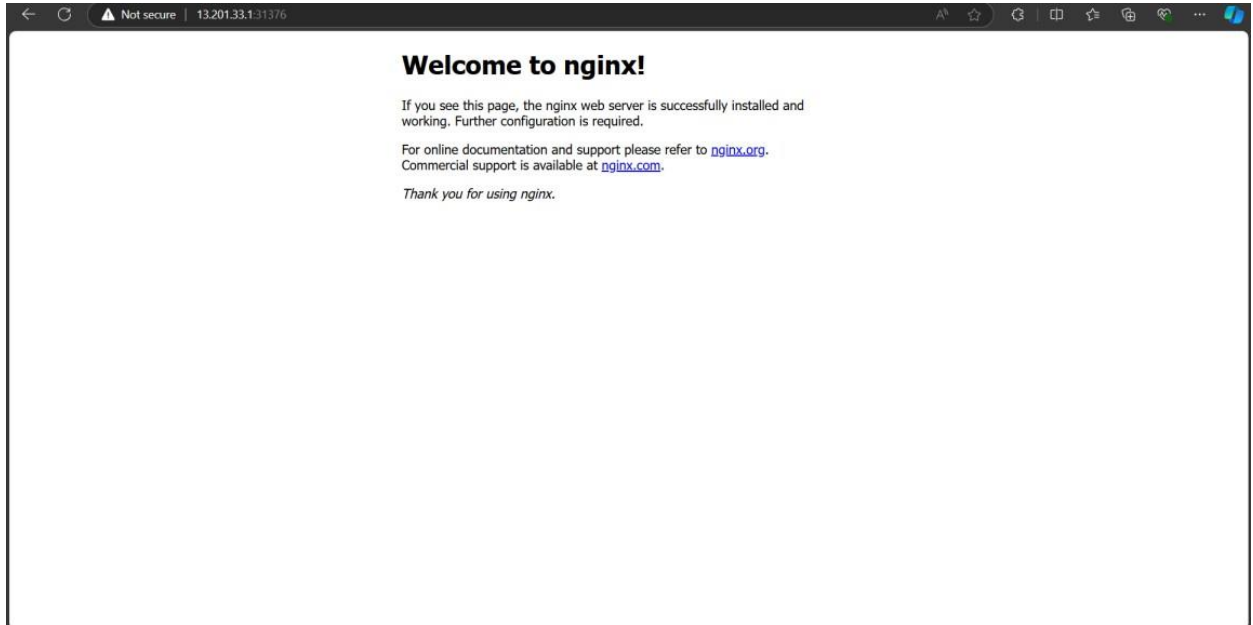 Not secure | 13.201.33.1:31376
Welcome to nginx!
If you see this page, the nginx web server is successfully installed and
working. Further configuration is required.
For online documentation and support please refer to nginx.org.
Commercial support is available at nginx.com.
Thank you for using nginx.